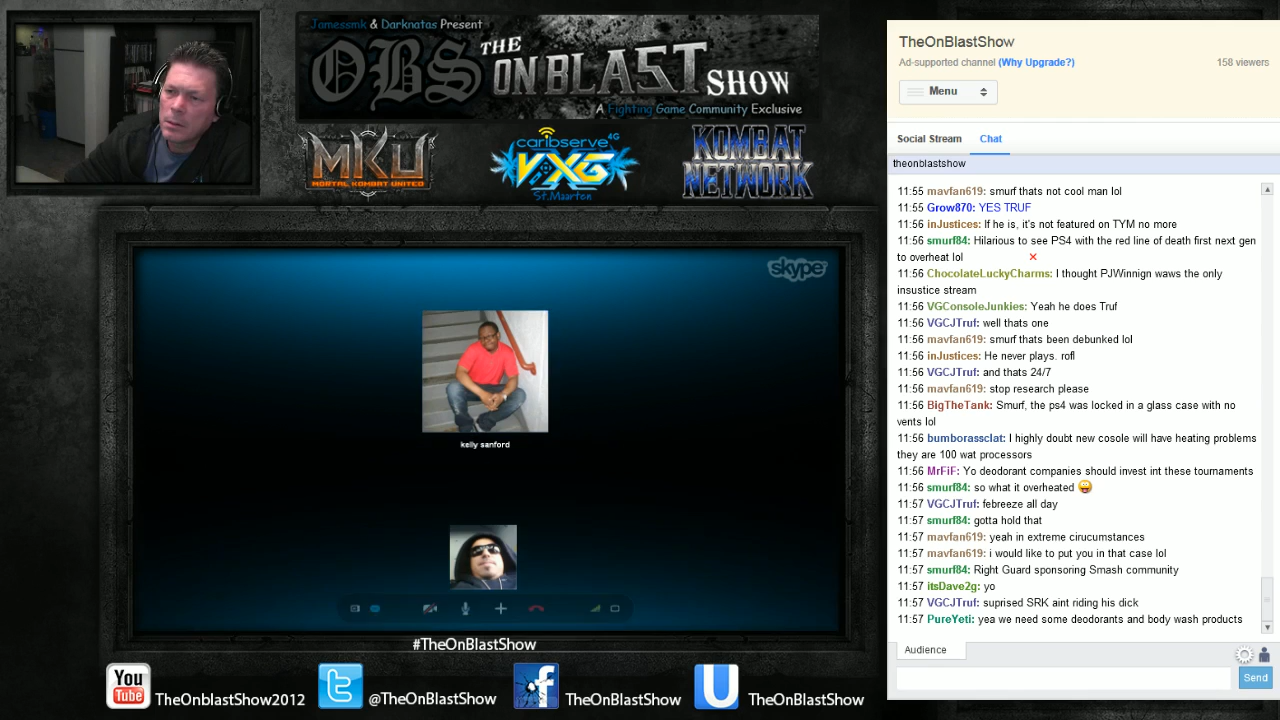 Jamessmk & Darknatas Present
OBS THE ON BLAST SHOW
A Fighting Game Community Exclusive
MKU
MORTAL KOMBAT UNITED
caribserve 4G
VXG
St.Maarten
KOMBAT
NETWORK
skype
kelly sanford
#TheOnBlastShow
You
Tube
TheOnblastShow2012
@TheOnBlastShow
TheOnBlastShow
TheOnBlastShow
TheOnBlastShow
Ad-supported channel (Why Upgrade?) 158 viewers
Menu
Social Stream Chat
theonblastshow
11:55 mavfan619: smurf thats not cool man lol
11:55 Grow870: YES TRUF
11:56 inJustices: If he is, it's not featured on TYM no more
11:56 smurf84: Hilarious to see PS4 with the red line of death first next gen
to overheat lol
11:56 ChocolateLuckyCharms: I thought PJWinnign waws the only
insustice stream
11:56 VGConsoleJunkies: Yeah he does Truf
11:56 VGCJTruf: well thats one
11:56 mavfan619: smurf thats been debunked lol
11:56 inJustices: He never plays. rofl
11:56 VGCJTruf: and thats 24/7
11:56 mavfan619: stop research please
11:56 BigTheTank: Smurf, the ps4 was locked in a glass case with no
vents lol
11:56 bumborassclat: I highly doubt new cosole will have heating problems
they are 100 wat processors
11:56 MrFiF: Yo deodorant companies should invest int these tournaments
11:56 smurf84: so what it overheated
11:57 VGCJTruf: febreeze all day
11:57 smurf84: gotta hold that
11:57 mavfan619: yeah in extreme cirucumstances
11:57 mavfan619: i would like to put you in that case lol
11:57 smurf84: Right Guard sponsoring Smash community
11:57 itsDave2g: yo
11:57 VGCJTruf: suprised SRK aint riding his dick
11:57 PureYeti: yea we need some deodorants and body wash products
Audience
Send